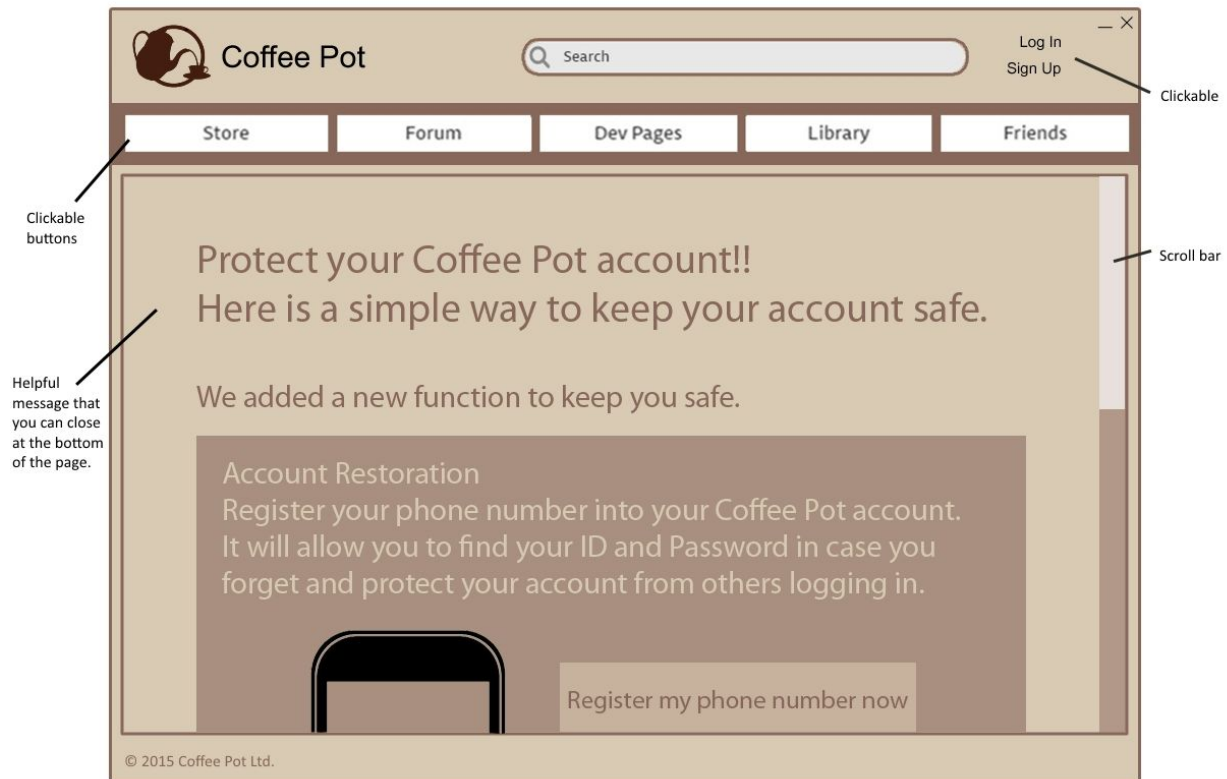 Coffee Pot
Search
Log In
Sign Up
Clickable
Store
Forum
Dev Pages
Library
Friends
Clickable
buttons
Scroll bar
Protect your Coffee Pot account!!
Here is a simple way to keep your account safe.
Helpful
message that
you can close
at the bottom
of the page.
We added a new function to keep you safe.
Account Restoration
Register your phone number into your Coffee Pot account.
It will allow you to find your ID and Password in case you
forget and protect your account from others logging in.
Register my phone number now
© 2015 Coffee Pot Ltd.